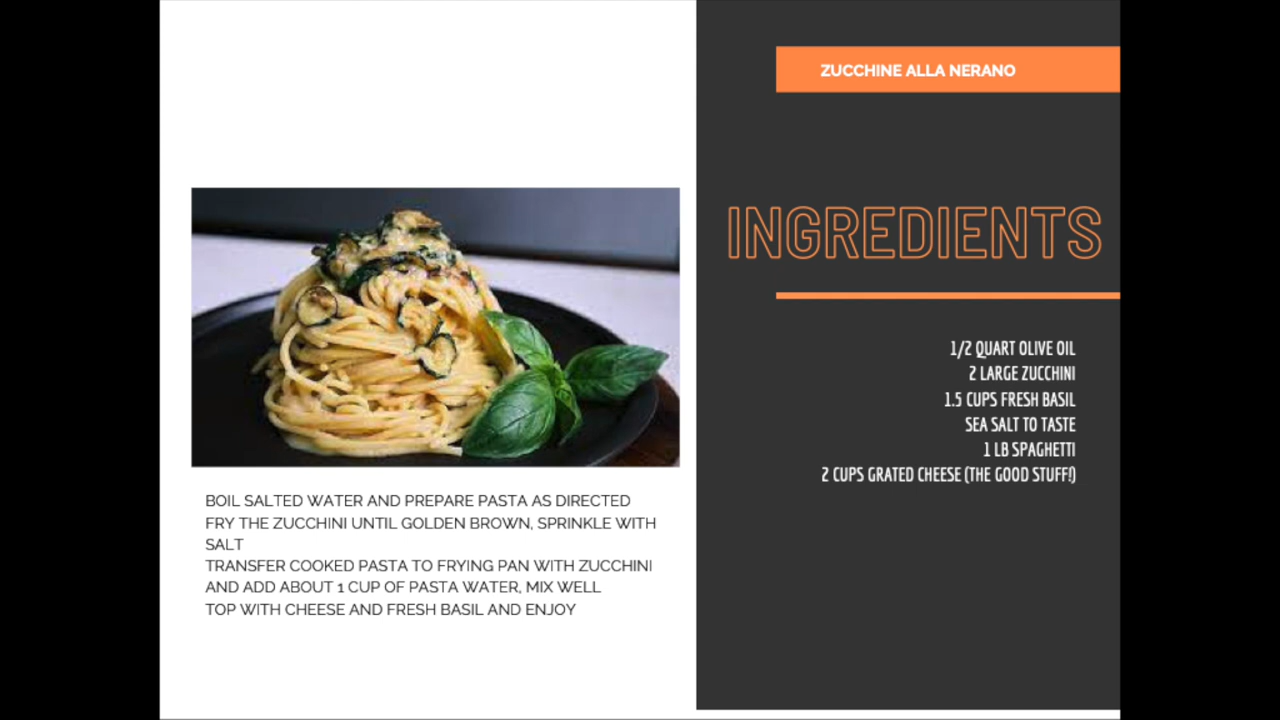 ZUCCHINE ALLA NERANO
INGREDIENTS
1/2 QUART OLIVE OIL
2 LARGE ZUCCHINI
1.5 CUPS FRESH BASIL
SEA SALT TO TASTE
1 LB SPAGHETTI
2 CUPS GRATED CHEESE (THE GOOD STUFF!)
BOIL SALTED WATER AND PREPARE PASTA AS DIRECTED
FRY THE ZUCCHINI UNTIL GOLDEN BROWN, SPRINKLE WITH
SALT
TRANSFER COOKED PASTA TO FRYING PAN WITH ZUCCHINI
AND ADD ABOUT 1 CUP OF PASTA WATER, MIX WELL
TOP WITH CHEESE AND FRESH BASIL AND ENJOY